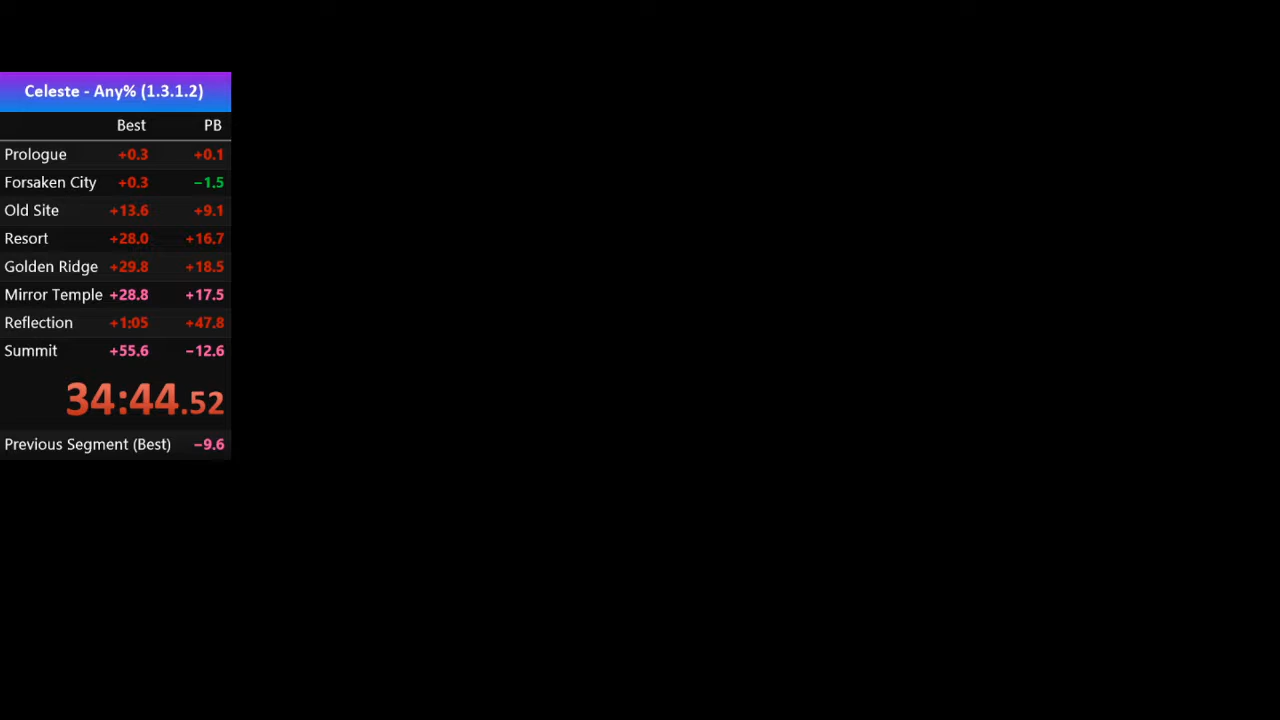 Celeste - Any% (1.3.1.2)
Best PB
Prologue +0.3 +0.1
Forsaken City +0.3 −1.5
Old Site +13.6 +9.1
Resort +28.0 +16.7
Golden Ridge +29.8 +18.5
Mirror Temple +28.8 +17.5
Reflection +1:05 +47.8
Summit +55.6 −12.6
34:44.52
Previous Segment (Best) −9.6